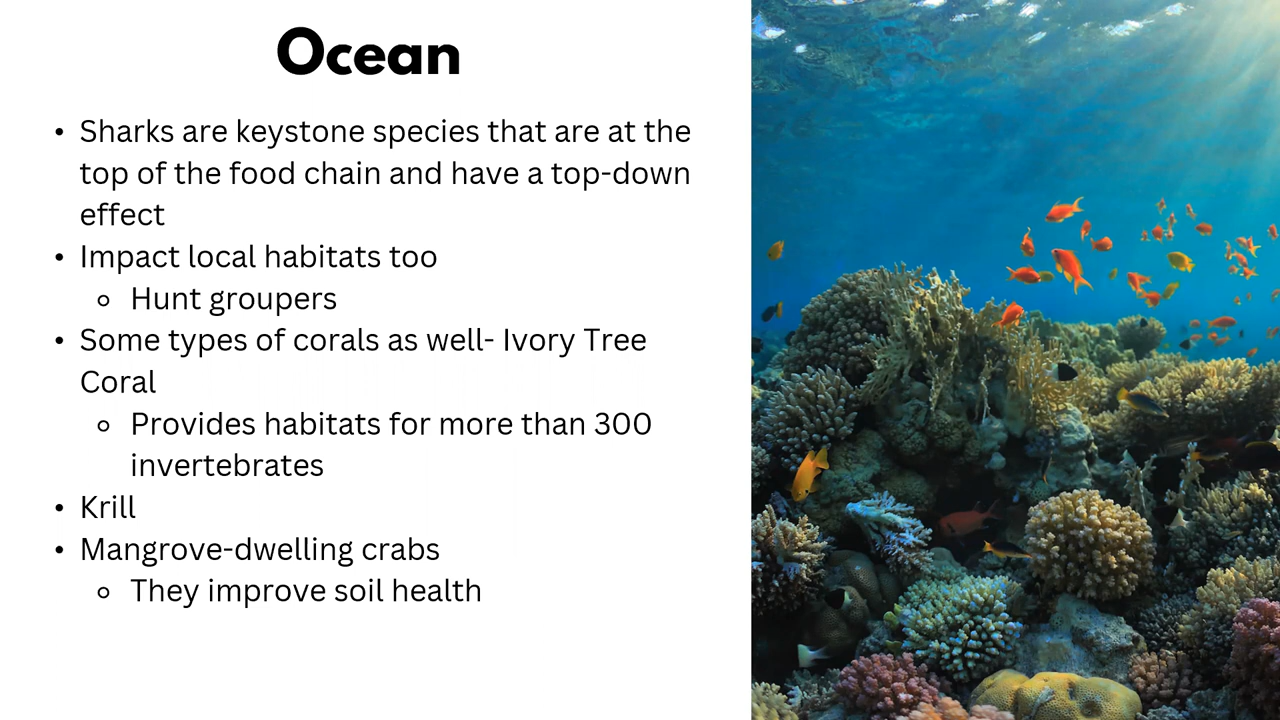 Ocean
• Sharks are keystone species that are at the
top of the food chain and have a top-down
effect
• Impact local habitats too
◦ Hunt groupers
• Some types of corals as well- Ivory Tree
Coral
◦ Provides habitats for more than 300
invertebrates
• Krill
• Mangrove-dwelling crabs
◦ They improve soil health